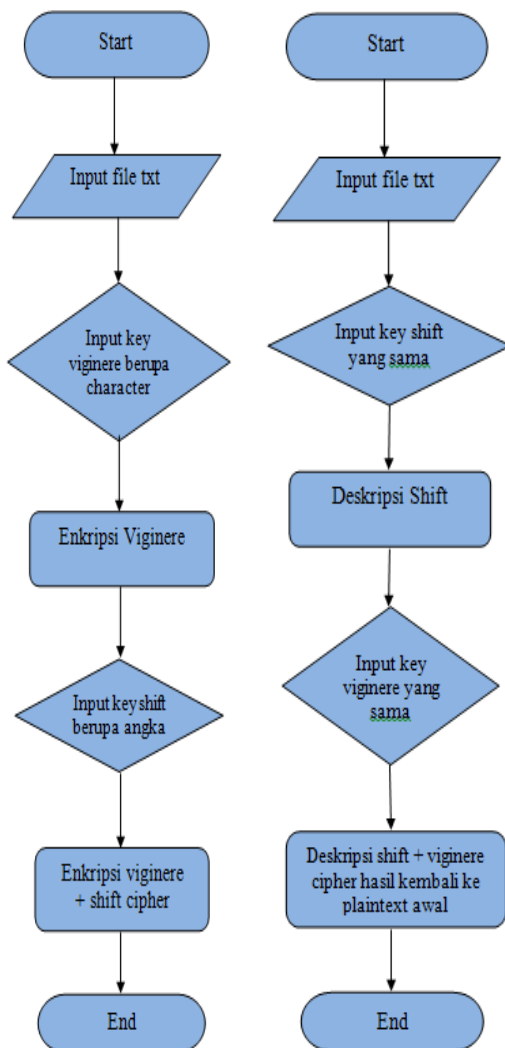 Start
Input file txt
Input key
viginere berupa
character
Enkripsi Viginere
Input key shift
berupa angka
Enkripsi viginere
+ shift cipher
End
Start
Input file txt
Input key shift
yang sama
Deskripsi Shift
Input key
viginere yang
sama
Deskripsi shift + viginere
cipher hasil kembali ke
plaintext awal
End